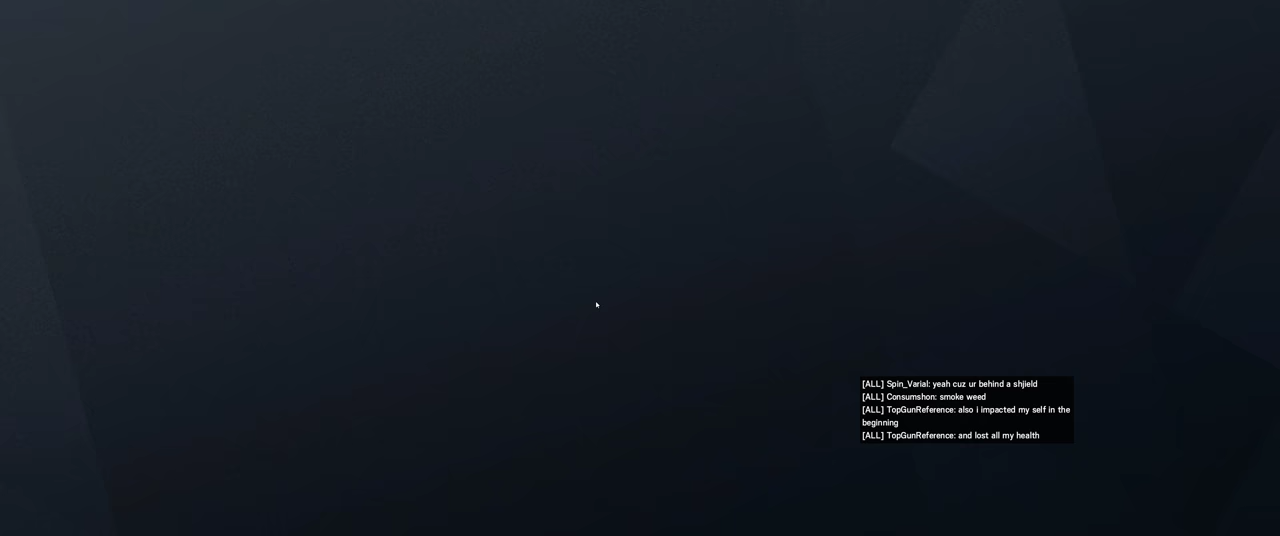 [ALL] Spin_Varial: yeah cuz ur behind a shjield
[ALL] Consumshon: smoke weed
[ALL] TopGunReference: also i impacted my self in the
beginning
[ALL] TopGunReference: and lost all my health